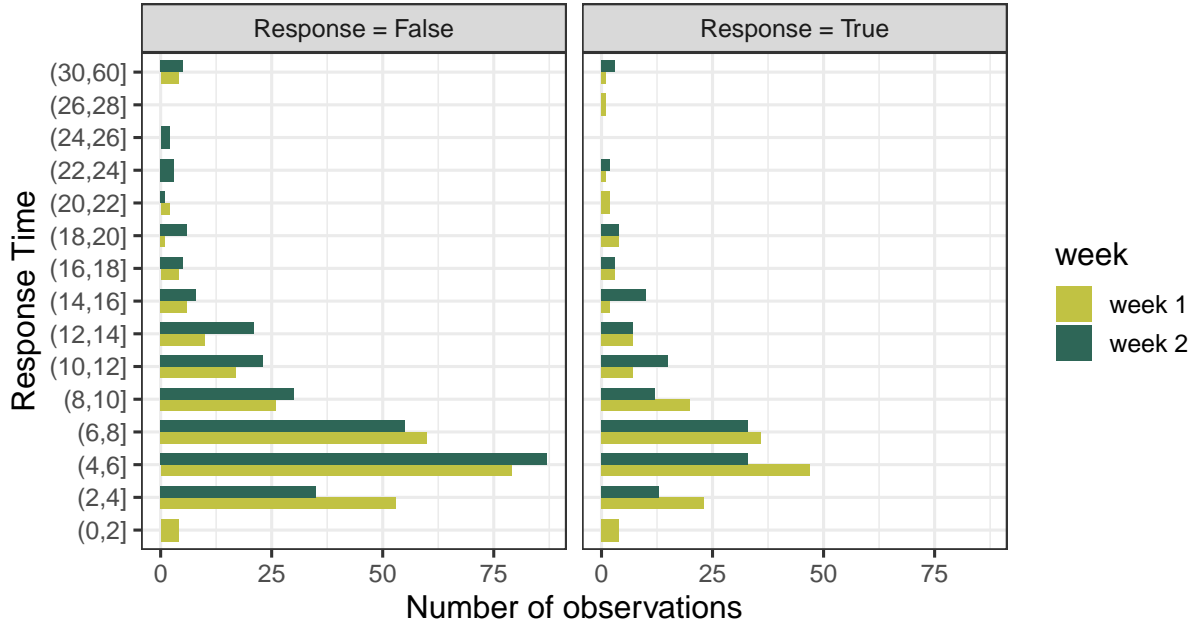 Response = False
Response = True
Response Time
(30,60]
(26,28]
(24,26]
(22,24]
(20,22]
(18,20]
(16,18]
(14,16]
(12,14]
(10,12]
(8,10]
(6,8]
(4,6]
(2,4]
(0,2]
0 25 50 75
0 25 50 75
Number of observations
week
week 1
week 2